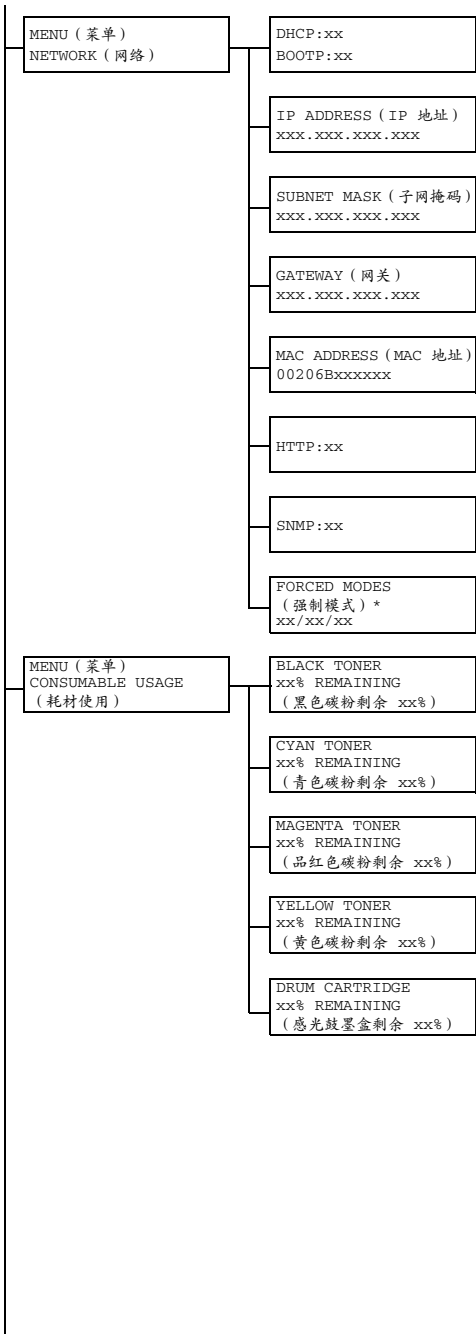 MENU（菜单）
NETWORK（网络）
DHCP:xx
BOOTP:xx
IP ADDRESS（IP 地址）
xxx.xxx.xxx.xxx
SUBNET MASK（子网掩码）
xxx.xxx.xxx.xxx
GATEWAY（网关）
xxx.xxx.xxx.xxx
MAC ADDRESS（MAC 地址）
00206Bxxxxxx
HTTP:xx
SNMP:xx
FORCED MODES
（强制模式）*
xx/xx/xx
MENU（菜单）
CONSUMABLE USAGE
（耗材使用）
BLACK TONER
xx% REMAINING
（黑色碳粉剩余 xx%）
CYAN TONER
xx% REMAINING
（青色碳粉剩余 xx%）
MAGENTA TONER
xx% REMAINING
（品红色碳粉剩余 xx%）
YELLOW TONER
xx% REMAINING
（黄色碳粉剩余 xx%）
DRUM CARTRIDGE
xx% REMAINING
（感光鼓墨盒剩余 xx%）